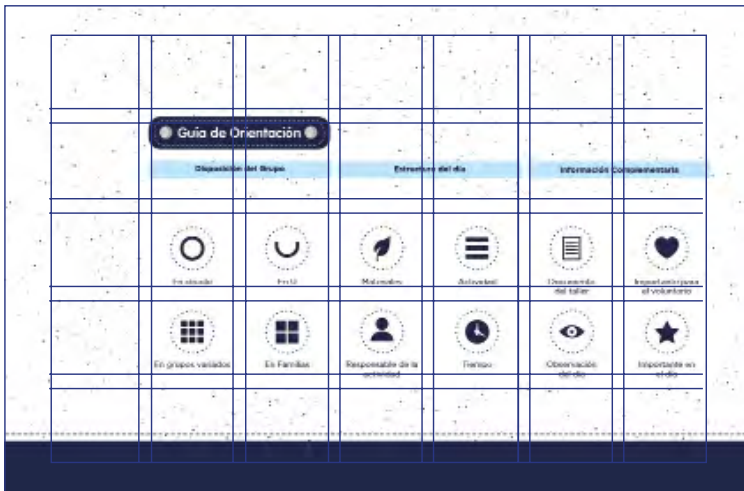 Guía de Orientación
Disposición del Grupo
Estructura del día
Información Complementaria
En círculo
En U
Materiales
Actividad
Documento
del taller
Importante para
el voluntario
En grupos variados
En Familias
Responsable de la
actividad
Tiempo
Observación
del día
Importante en
el día